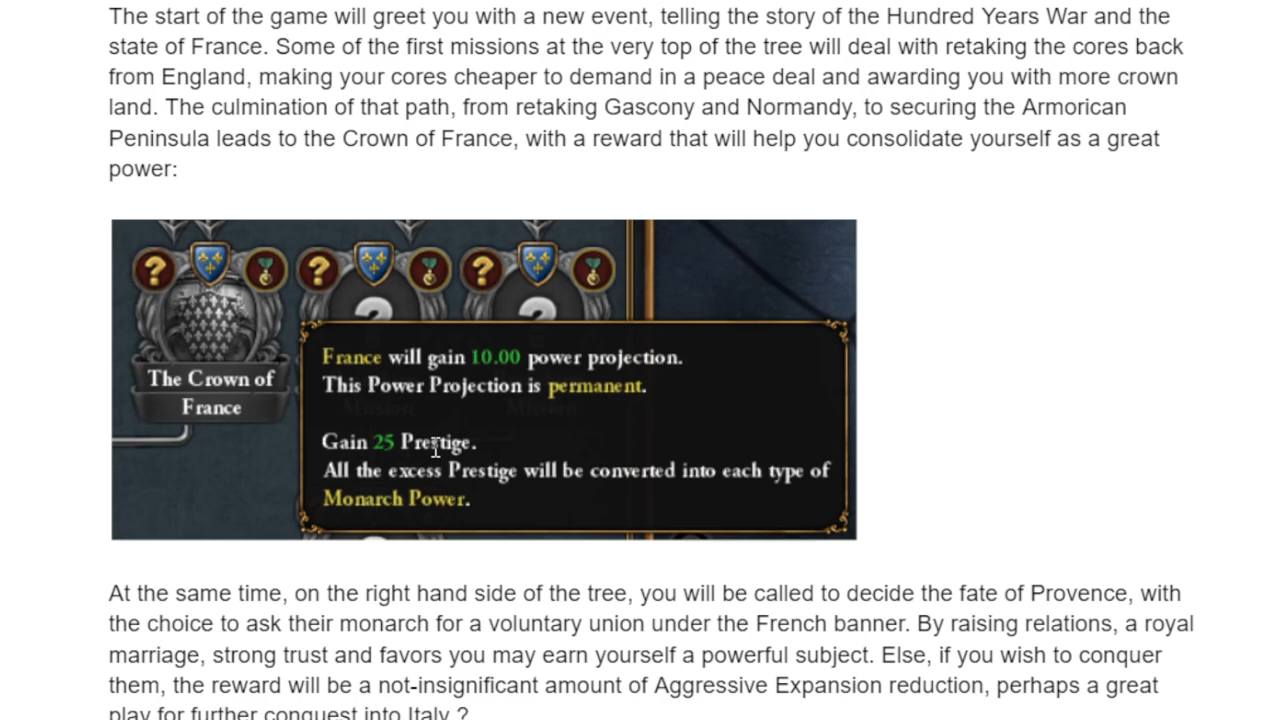 The start of the game will greet you with a new event, telling the story of the Hundred Years War and the
state of France. Some of the first missions at the very top of the tree will deal with retaking the cores back
from England, making your cores cheaper to demand in a peace deal and awarding you with more crown
land. The culmination of that path, from retaking Gascony and Normandy, to securing the Armorican
Peninsula leads to the Crown of France, with a reward that will help you consolidate yourself as a great
power:
? ? ?
? ?
The Crown of
France
France will gain 10.00 power projection.
This Power Projection is permanent.
Gain 25 Prestige.
All the excess Prestige will be converted into each type of
Monarch Power.
At the same time, on the right hand side of the tree, you will be called to decide the fate of Provence, with
the choice to ask their monarch for a voluntary union under the French banner. By raising relations, a royal
marriage, strong trust and favors you may earn yourself a powerful subject. Else, if you wish to conquer
them, the reward will be a not-insignificant amount of Aggressive Expansion reduction, perhaps a great
play for further conquest into Italy ?